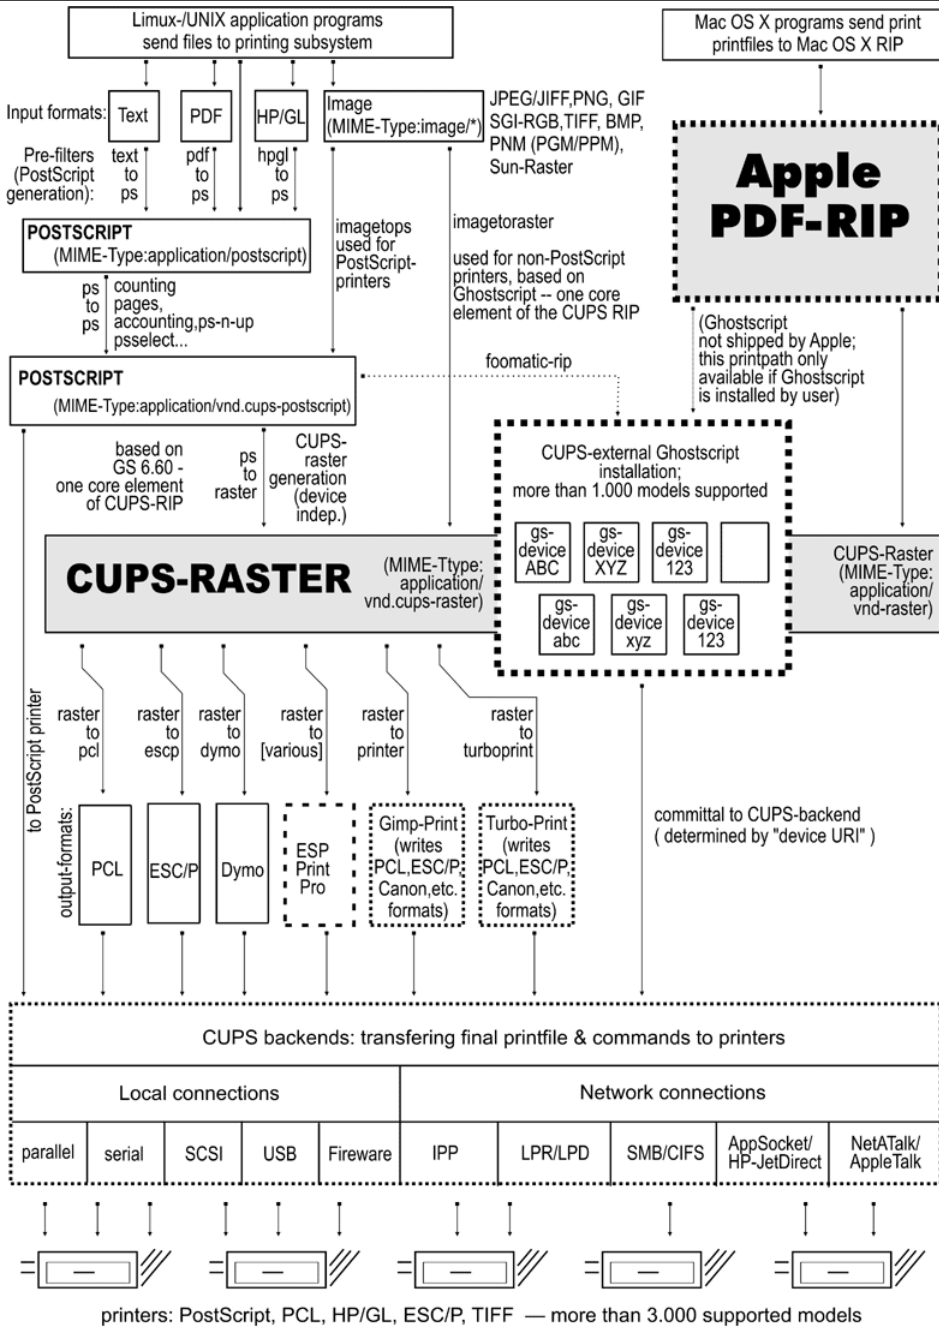 Limux-/UNIX application programs
send files to printing subsystem
Mac OS X programs send print
printfiles to Mac OS X RIP
Input formats:
Text
PDF
HP/GL
Image
(MIME-Type:image/*)
JPEG/JIFF,PNG, GIF
SGI-RGB,TIFF, BMP,
PNM (PGM/PPM),
Sun-Raster
Pre-filters
(PostScript
generation):
text
to
ps
pdf
to
ps
hpgl
to
ps
Apple
PDF-RIP
POSTSCRIPT
(MIME-Type:application/postscript)
imagetops
used for
PostScript-
printers
imagetoraster
used for non-PostScript
printers, based on
Ghostscript -- one core
element of the CUPS RIP
ps
to
ps
counting
pages,
accounting,ps-n-up
psselect...
(Ghostscript
not shipped by Apple;
this printpath only
available if Ghostscript
is installed by user)
foomatic-rip
POSTSCRIPT
(MIME-Type:application/vnd.cups-postscript)
based on
GS 6.60 -
one core element
of CUPS-RIP
ps
to
raster
CUPS-
raster
generation
(device
indep.)
CUPS-external Ghostscript
installation;
more than 1.000 models supported
gs-
device
ABC
gs-
device
XYZ
gs-
device
123
gs-
device
abc
gs-
device
xyz
gs-
device
123
CUPS-RASTER
(MIME-Ttype:
application/
vnd.cups-raster)
CUPS-Raster
(MIME-Type:
application/
vnd-raster)
to PostScript printer
raster
to
pcl
raster
to
escp
raster
to
dymo
raster
to
[various]
raster
to
printer
raster
to
turboprint
committal to CUPS-backend
( determined by "device URI" )
output-formats:
PCL
ESC/P
Dymo
ESP
Print
Pro
Gimp-Print
(writes
PCL,ESC/P,
Canon,etc.
formats)
Turbo-Print
(writes
PCL,ESC/P,
Canon,etc.
formats)
CUPS backends: transfering final printfile & commands to printers
Local connections
Network connections
parallel
serial
SCSI
USB
Fireware
IPP
LPR/LPD
SMB/CIFS
AppSocket/
HP-JetDirect
NetATalk/
AppleTalk
printers: PostScript, PCL, HP/GL, ESC/P, TIFF — more than 3.000 supported models